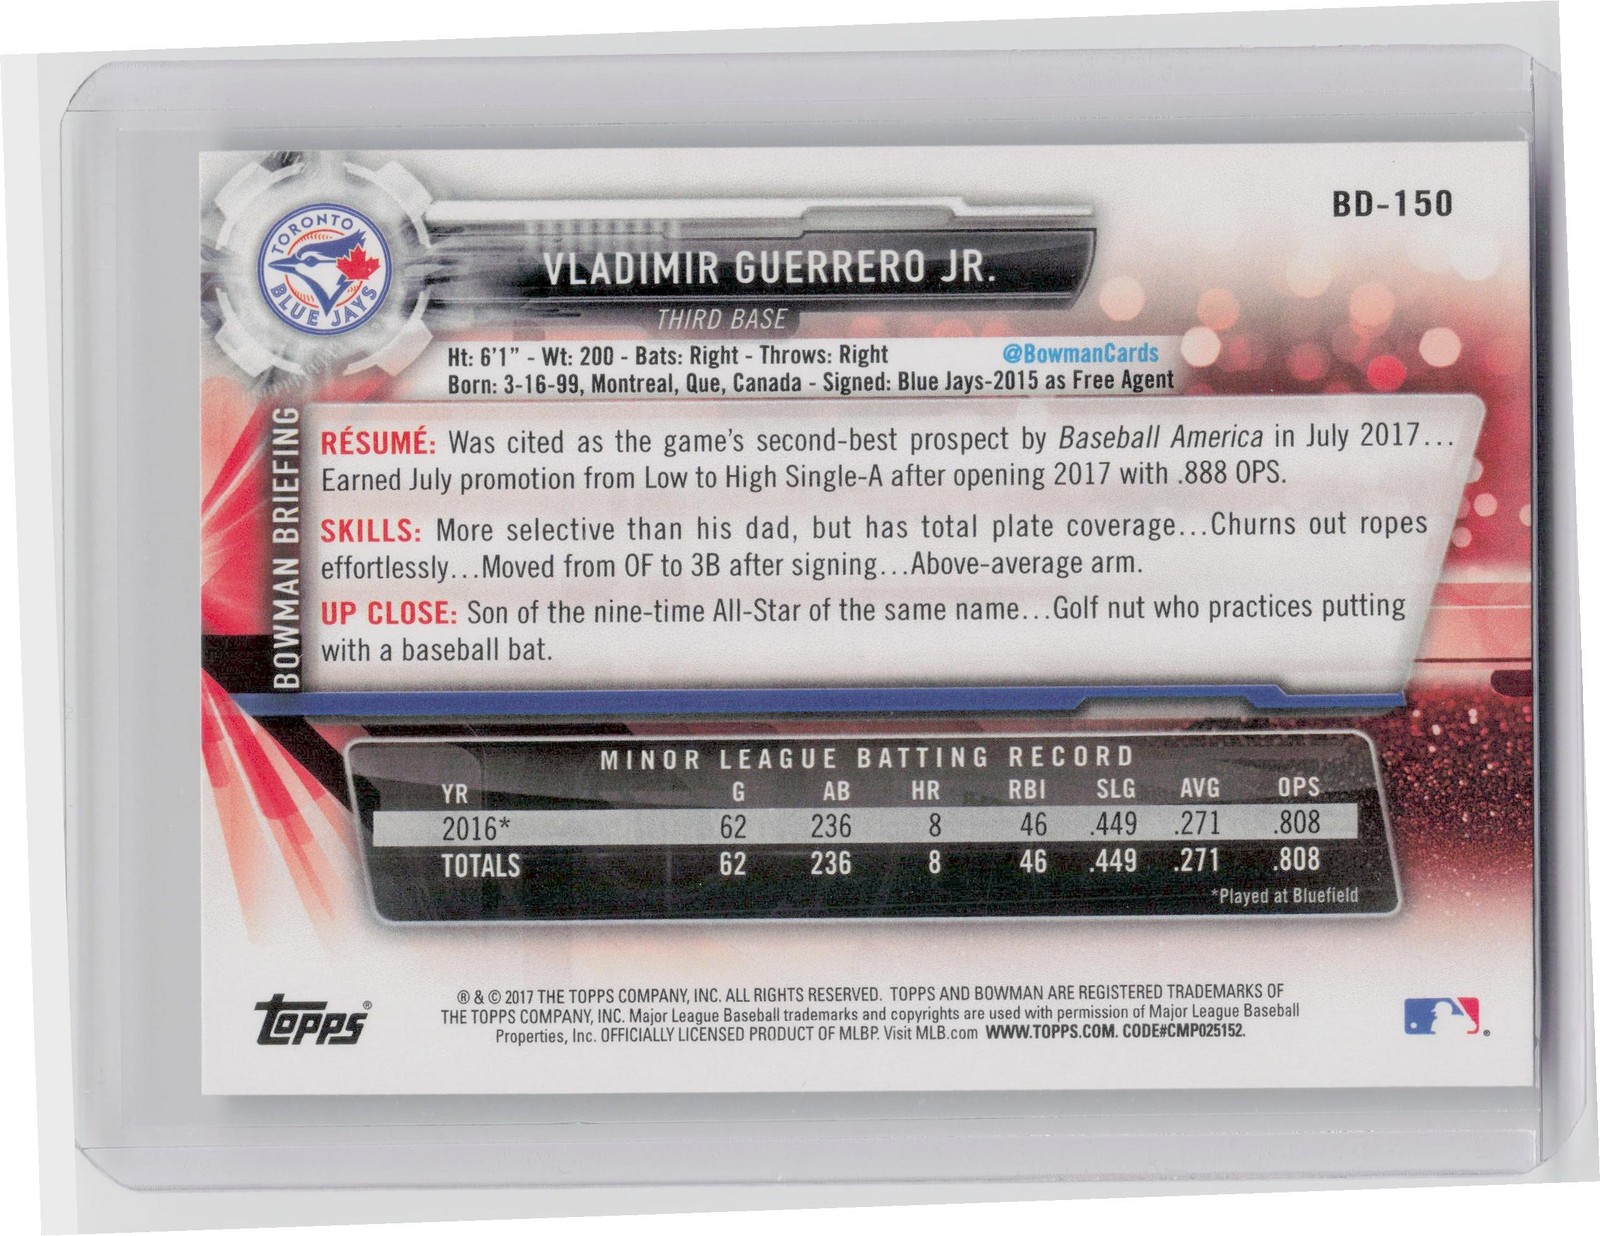 BD-150
TORONTO
BLUE JAYS
VLADIMIR GUERRERO JR.
THIRD BASE
Ht: 6'1" - Wt: 200 - Bats: Right - Throws: Right @BowmanCards
Born: 3-16-99, Montreal, Que, Canada - Signed: Blue Jays-2015 as Free Agent
BOWMAN BRIEFING
RÉSUMÉ: Was cited as the game's second-best prospect by Baseball America in July 2017...
Earned July promotion from Low to High Single-A after opening 2017 with .888 OPS.
SKILLS: More selective than his dad, but has total plate coverage...Churns out ropes
effortlessly...Moved from OF to 3B after signing...Above-average arm.
UP CLOSE: Son of the nine-time All-Star of the same name...Golf nut who practices putting
with a baseball bat.
MINOR LEAGUE BATTING RECORD
YR G AB HR RBI SLG AVG OPS
2016* 62 236 8 46 .449 .271 .808
TOTALS 62 236 8 46 .449 .271 .808
*Played at Bluefield
topps®
® & © 2017 THE TOPPS COMPANY, INC. ALL RIGHTS RESERVED. TOPPS AND BOWMAN ARE REGISTERED TRADEMARKS OF
THE TOPPS COMPANY, INC. Major League Baseball trademarks and copyrights are used with permission of Major League Baseball
Properties, Inc. OFFICIALLY LICENSED PRODUCT OF MLBP. Visit MLB.com WWW.TOPPS.COM. CODE#CMP025152.